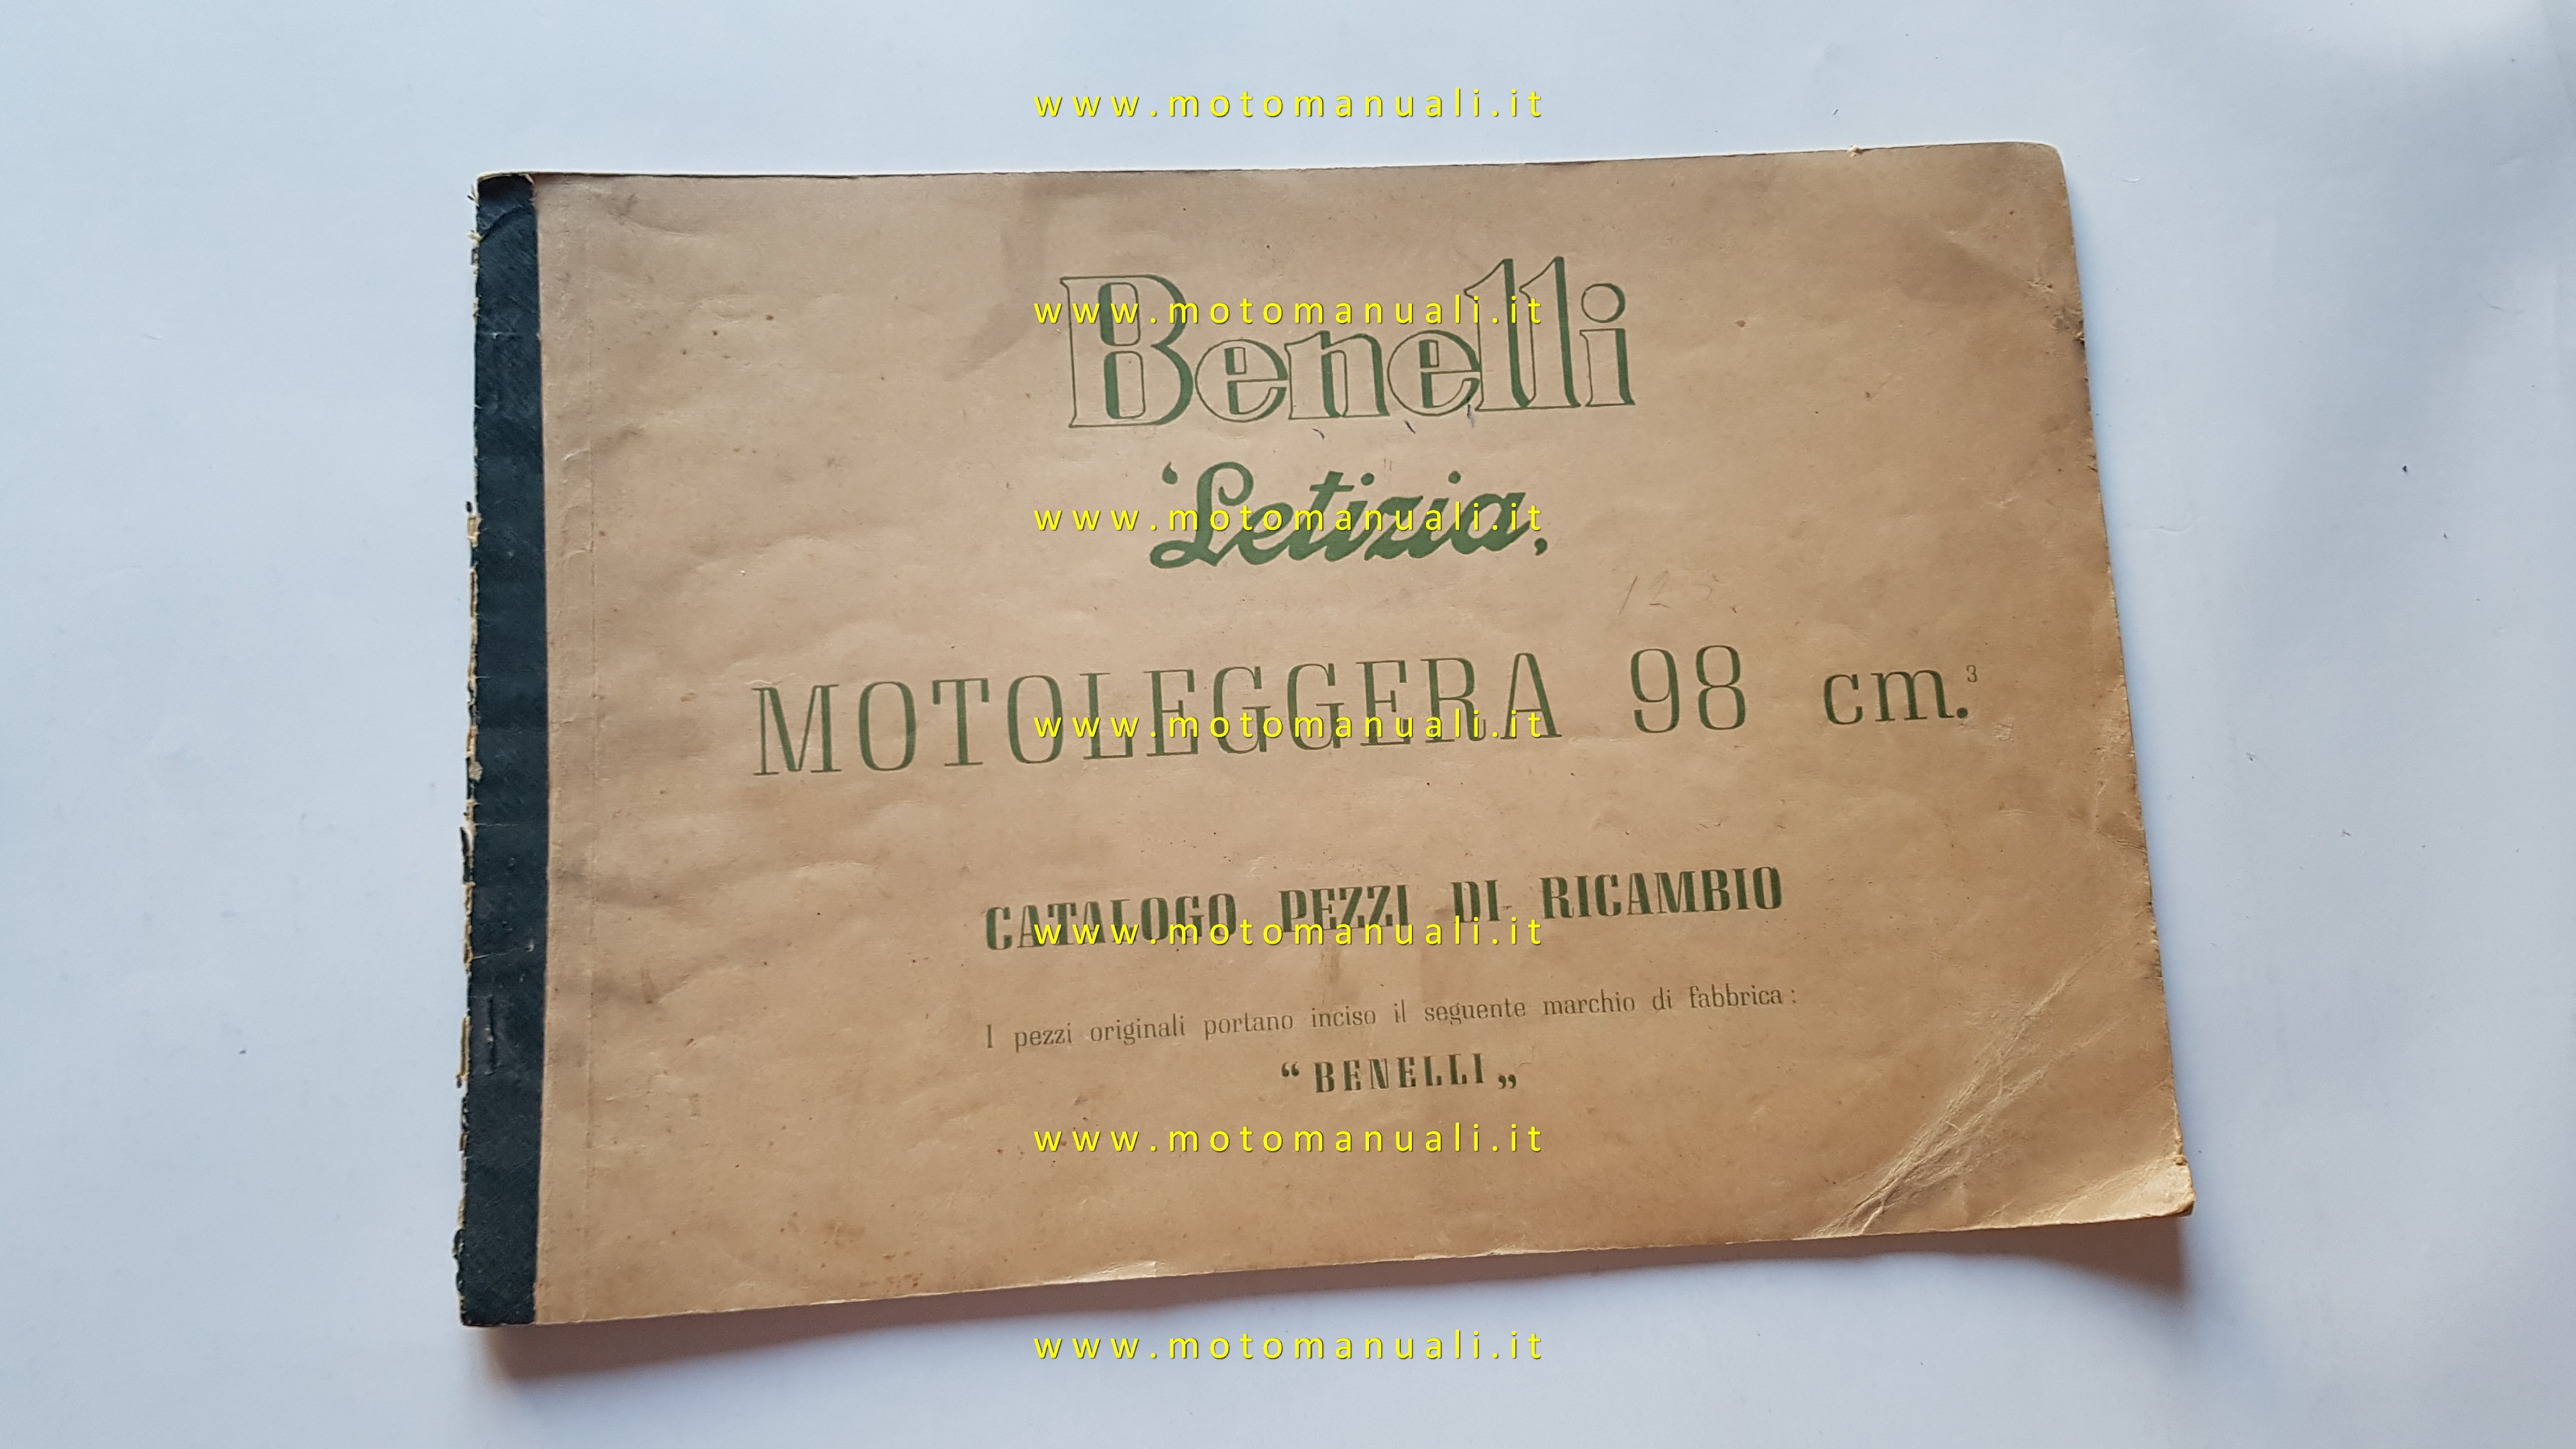 www.motomanuali.it
Benelli
www.motomanuali.it
‘Letizia,
www.motomanuali.it
125.
MOTOLEGGERA 98 cm.³
www.motomanuali.it
CATALOGO PEZZI DI RICAMBIO
www.motomanuali.it
I pezzi originali portano inciso il seguente marchio di fabbrica:
“BENELLI„
www.motomanuali.it
www.motomanuali.it